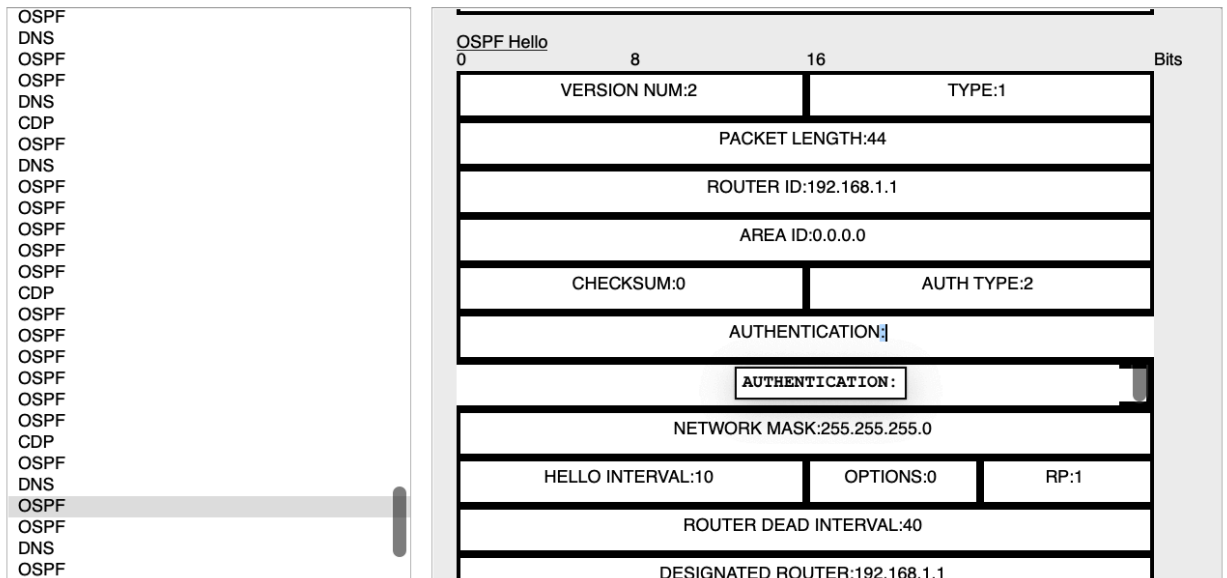 OSPF
DNS
OSPF
OSPF
DNS
CDP
OSPF
DNS
OSPF
OSPF
OSPF
OSPF
OSPF
CDP
OSPF
OSPF
OSPF
OSPF
OSPF
OSPF
CDP
OSPF
DNS
OSPF
OSPF
DNS
OSPF
OSPF Hello
0 8 16 Bits
VERSION NUM:2 TYPE:1
PACKET LENGTH:44
ROUTER ID:192.168.1.1
AREA ID:0.0.0.0
CHECKSUM:0 AUTH TYPE:2
AUTHENTICATION:
AUTHENTICATION:
NETWORK MASK:255.255.255.0
HELLO INTERVAL:10 OPTIONS:0 RP:1
ROUTER DEAD INTERVAL:40
DESIGNATED ROUTER:192.168.1.1